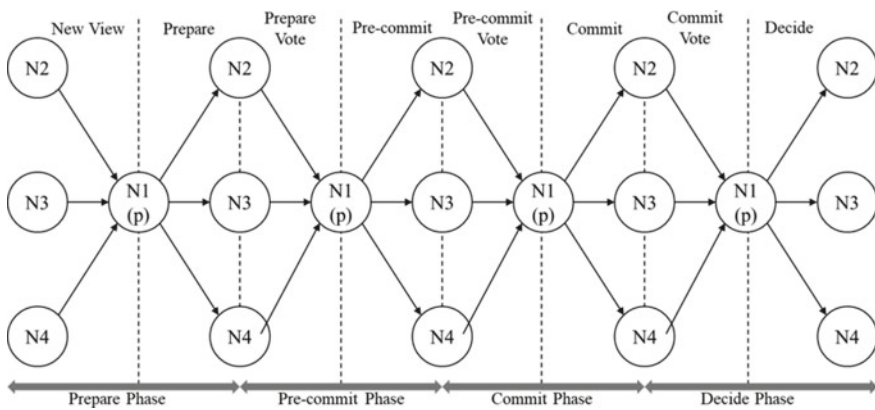 New View
Prepare
Prepare
Vote
Pre-commit
Pre-commit
Vote
Commit
Commit
Vote
Decide
N2
N2
N2
N2
N2
N3
N1
(p)
N3
N1
(p)
N3
N1
(p)
N3
N1
(p)
N3
N4
N4
N4
N4
N4
Prepare Phase
Pre-commit Phase
Commit Phase
Decide Phase